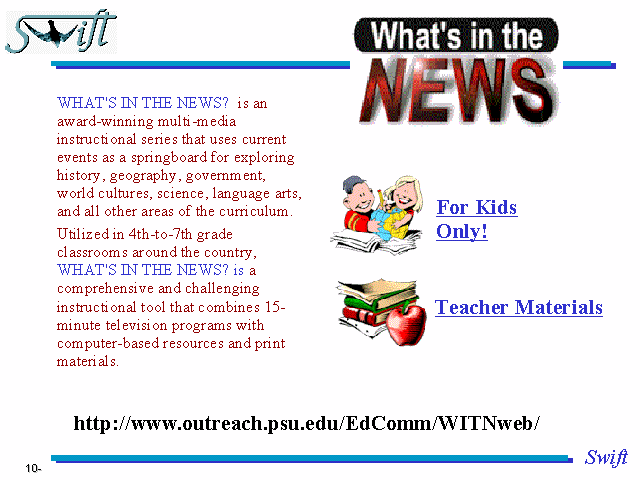 Swift
What's in the
NEWS
WHAT'S IN THE NEWS?  is an
award-winning multi-media
instructional series that uses current
events as a springboard for exploring
history, geography, government,
world cultures, science, language arts,
and all other areas of the curriculum.
Utilized in 4th-to-7th grade
classrooms around the country,
WHAT'S IN THE NEWS? is a
comprehensive and challenging
instructional tool that combines 15-
minute television programs with
computer-based resources and print
materials.
For Kids
Only!
Teacher Materials
http://www.outreach.psu.edu/EdComm/WITNweb/
10-
Swift